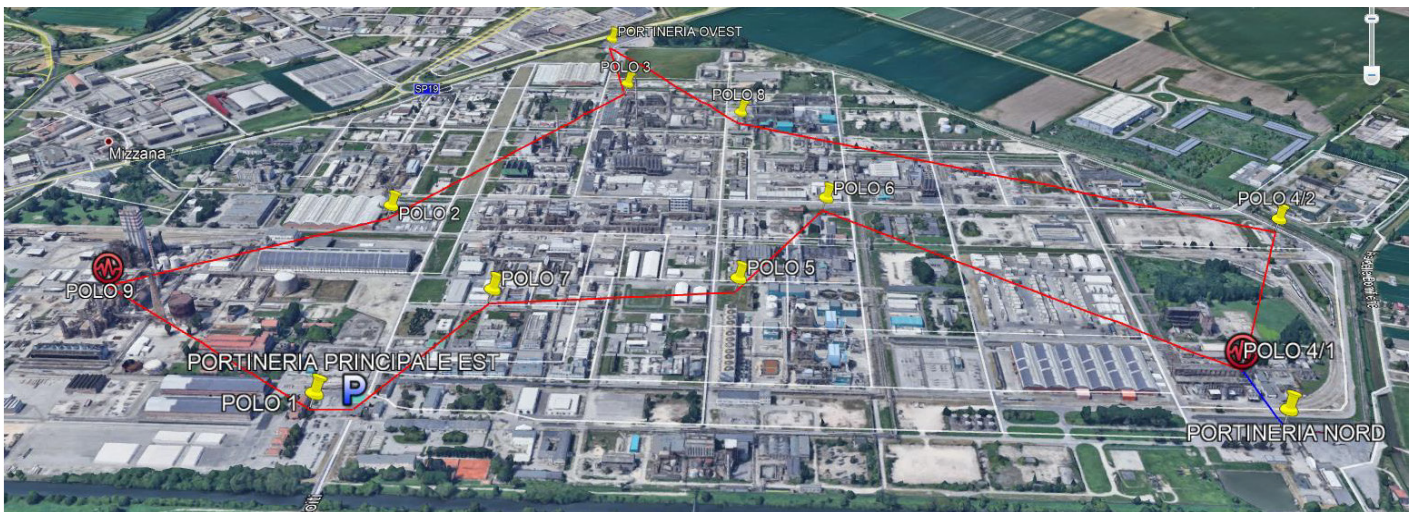 PORTINERIA OVEST
POLO 3
SP19
POLO 8
Mizzana
POLO 6
POLO 4/2
POLO 2
POLO 5
POLO 7
POLO 9
POLO 4/1
PORTINERIA PRINCIPALE EST
P
POLO 1
PORTINERIA NORD